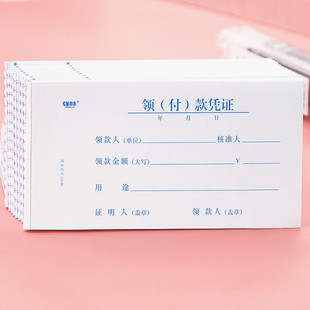 领（付）款凭证
年 月 日
领款人（单位） 核准人
领款金额（大写） ￥
用 途
证 明 人（盖章） 领 款 人（盖章）